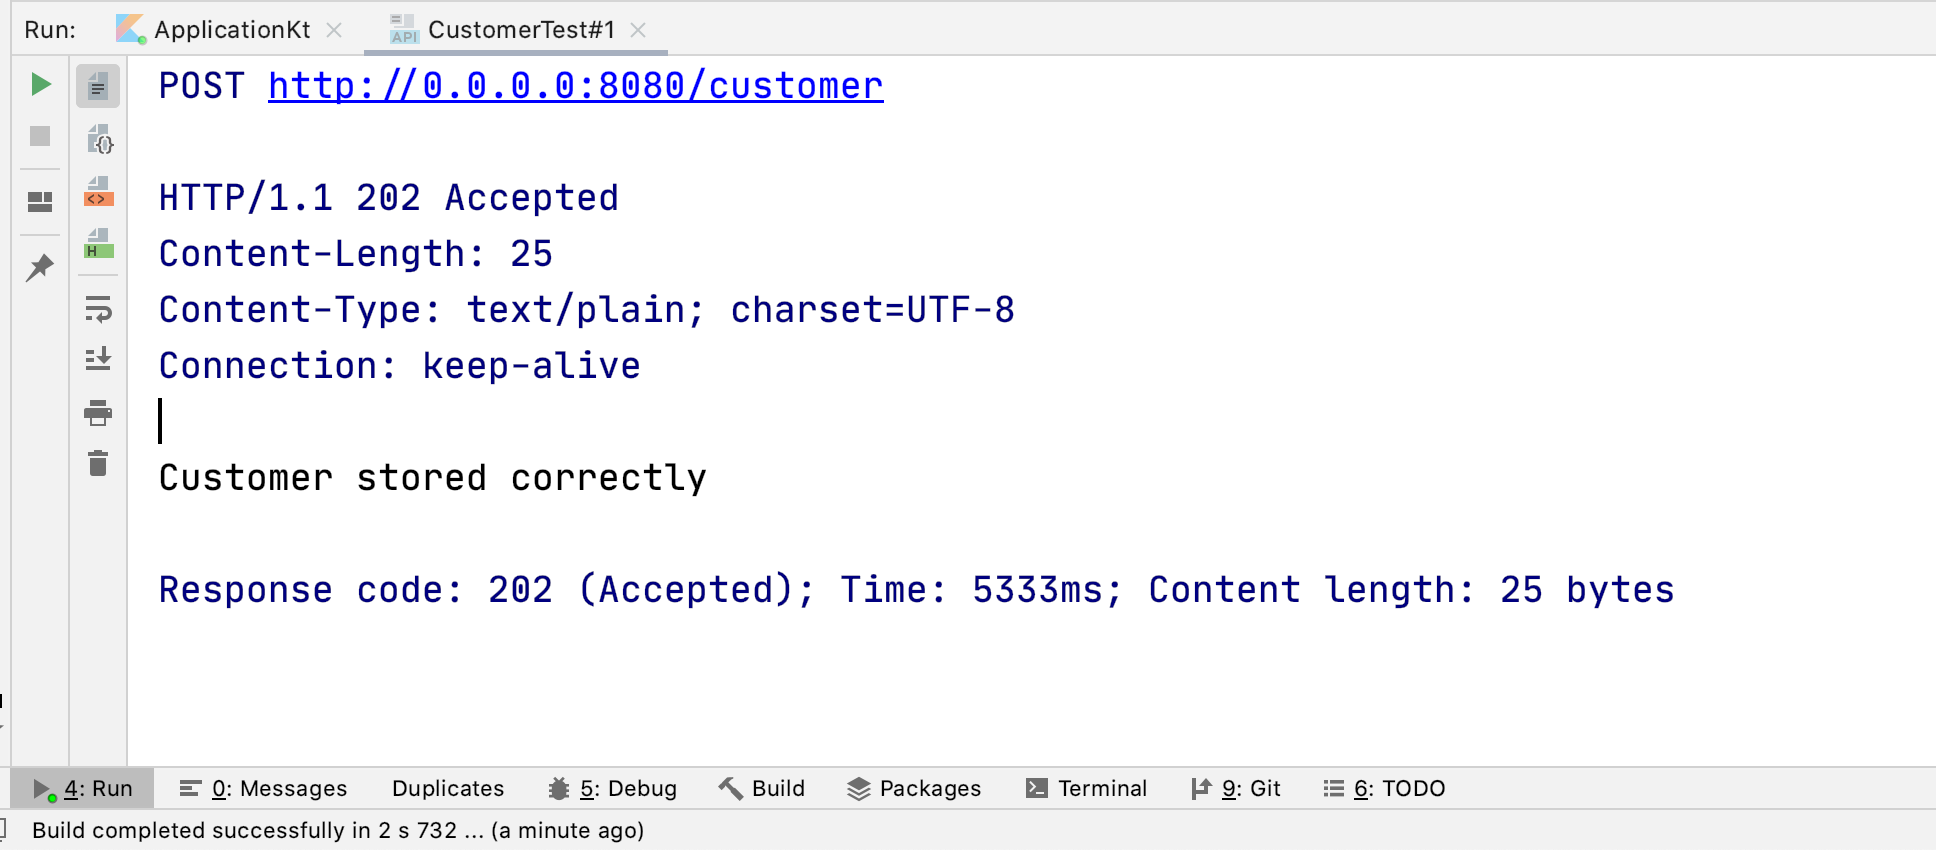 Run: ApplicationKt CustomerTest#1
API
POST http://0.0.0.0:8080/customer
HTTP/1.1 202 Accepted
Content-Length: 25
Content-Type: text/plain; charset=UTF-8
Connection: keep-alive
Customer stored correctly
Response code: 202 (Accepted); Time: 5333ms; Content length: 25 bytes
{}
<>
H
4: Run 0: Messages Duplicates 5: Debug Build Packages Terminal 9: Git 6: TODO
Build completed successfully in 2 s 732 ... (a minute ago)